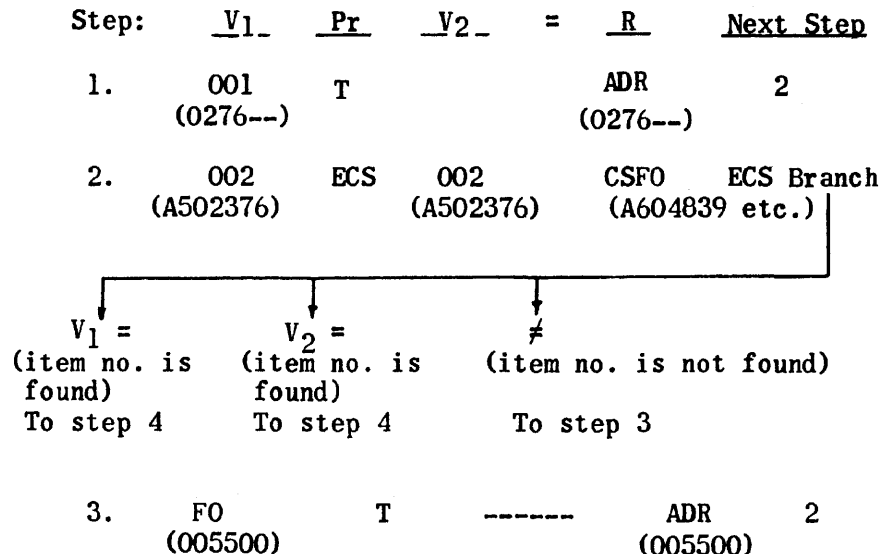 Step: V1 Pr V2 = R Next Step
1. 001 T ADR 2
(0276--) (0276--)
2. 002 ECS 002 CSFO ECS Branch
(A502376) (A502376) (A604839 etc.)
V1 = V2 = ≠
(item no. is (item no. is (item no. is not found)
found) found)
To step 4 To step 4 To step 3
3. FO T ------ ADR 2
(005500) (005500)